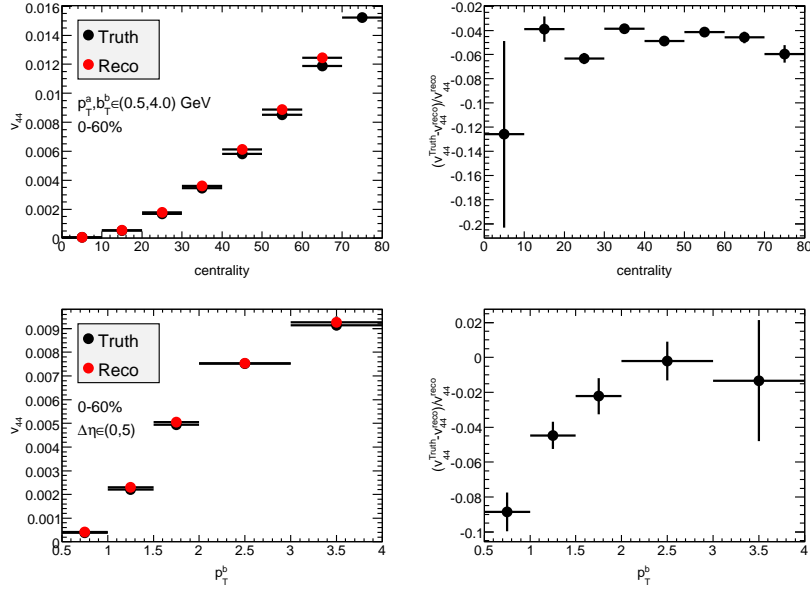 0.016
0.014
0.012
0.01
0.008
0.006
0.004
0.002
0
v44
Truth
Reco
p_T^a,b_T^b∈(0.5,4.0) GeV
0-60%
0 10 20 30 40 50 60 70 80
centrality
-0.02
-0.04
-0.06
-0.08
-0.1
-0.12
-0.14
-0.16
-0.18
-0.2
(v_44^Truth-v_44^reco)/v_44^reco
0 10 20 30 40 50 60 70 80
centrality
0.009
0.008
0.007
0.006
0.005
0.004
0.003
0.002
0.001
0
v44
Truth
Reco
0-60%
Δη∈(0,5)
0.5 1 1.5 2 2.5 3 3.5 4
p_T^b
0.02
0
-0.02
-0.04
-0.06
-0.08
-0.1
(v_44^Truth-v_44^reco)/v_44^reco
0.5 1 1.5 2 2.5 3 3.5 4
p_T^b